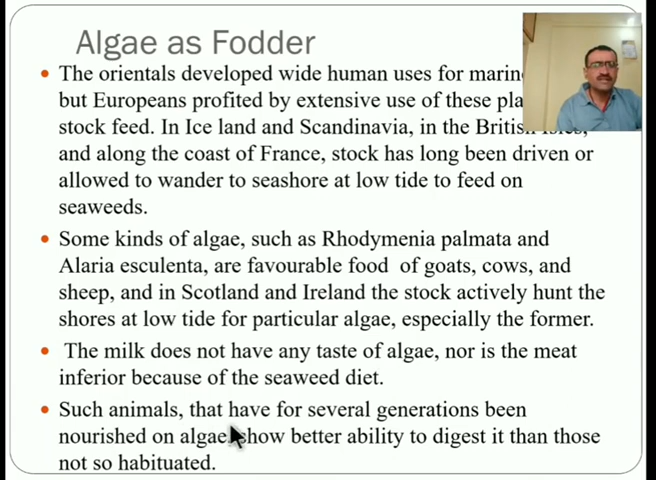 Algae as Fodder
• The orientals developed wide human uses for marin
but Europeans profited by extensive use of these pla
stock feed. In Ice land and Scandinavia, in the British
and along the coast of France, stock has long been driven or
allowed to wander to seashore at low tide to feed on
seaweeds.
• Some kinds of algae, such as Rhodymenia palmata and
Alaria esculenta, are favourable food of goats, cows, and
sheep, and in Scotland and Ireland the stock actively hunt the
shores at low tide for particular algae, especially the former.
• The milk does not have any taste of algae, nor is the meat
inferior because of the seaweed diet.
• Such animals, that have for several generations been
nourished on algae, show better ability to digest it than those
not so habituated.